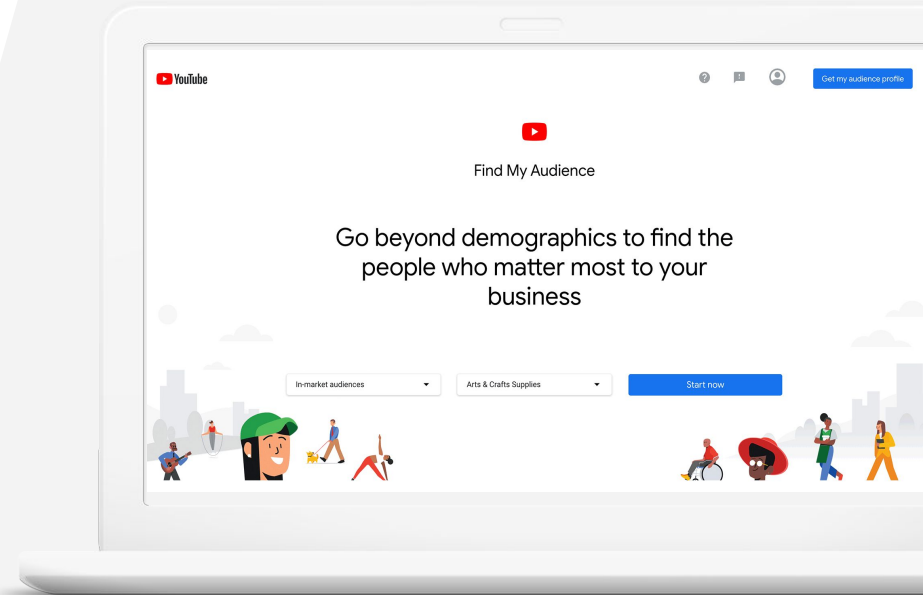 YouTube
?
!
Get my audience profile
Find My Audience
Go beyond demographics to find the
people who matter most to your
business
In-market audiences
Arts & Crafts Supplies
Start now